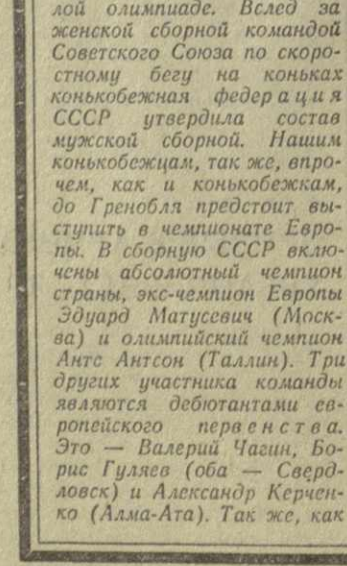 лой олимпиаде. Вслед за
женской сборной командой
Советского Союза по скоро-
стному бегу на коньках
конькобежная федерация
СССР утвердила состав
мужской сборной. Нашим
конькобежцам, так же, впро-
чем, как и конькобежкам,
до Гренобля предстоит вы-
ступить в чемпионате Евро-
пы. В сборную СССР вклю-
чены абсолютный чемпион
страны, экс-чемпион Европы
Эдуард Матусевич (Моск-
ва) и олимпийский чемпион
Антс Антсон (Таллин). Три
других участника команды
являются дебютантами ев-
ропейского первенства.
Это — Валерий Чагин, Бо-
рис Гуляев (оба — Сверд-
ловск) и Александр Керчен-
ко (Алма-Ата). Так же, как